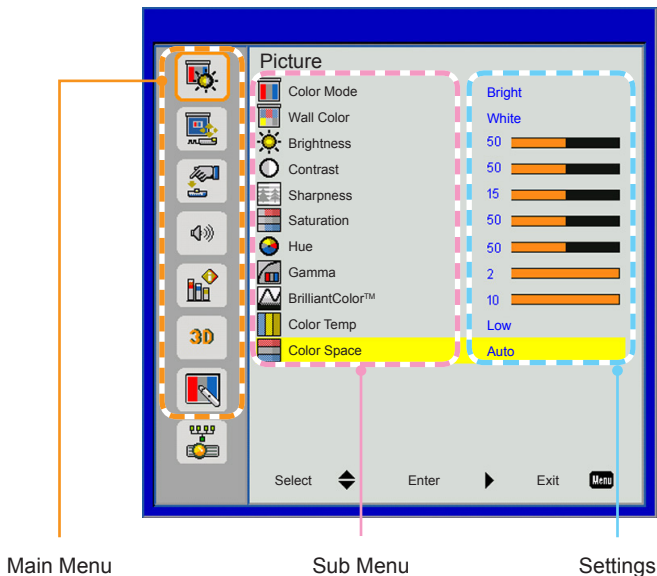 Picture
Color Mode Bright
Wall Color White
Brightness 50
Contrast 50
Sharpness 15
Saturation 50
Hue 50
Gamma 2
BrilliantColor™ 10
Color Temp Low
Color Space Auto
3D
Select Enter Exit Menu
Main Menu Sub Menu Settings